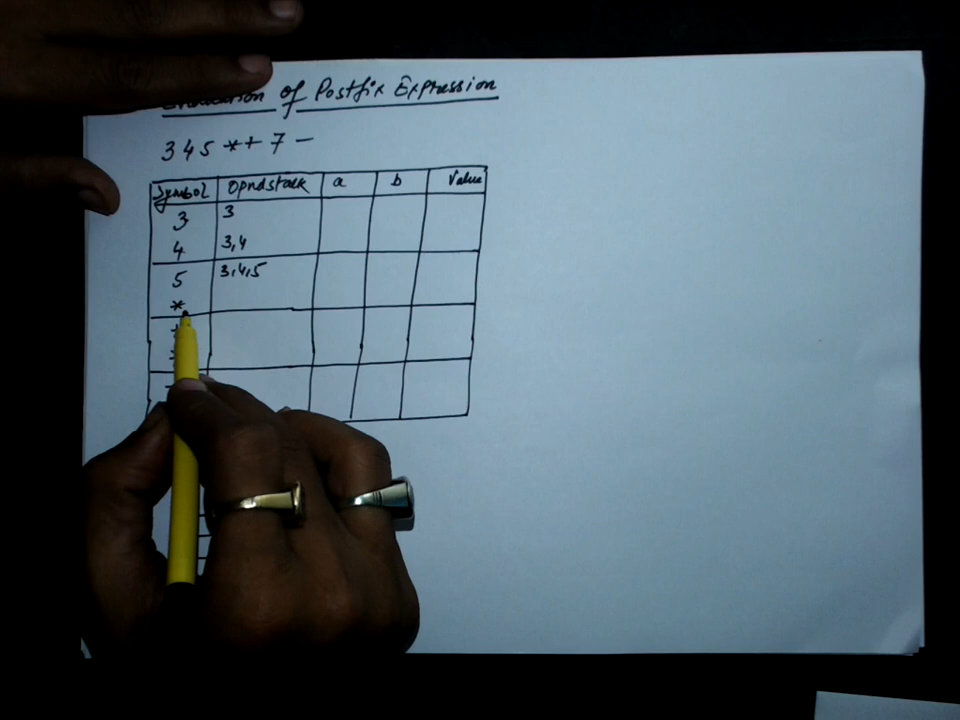 of Postfix Expression
3 4 5 * + 7 -
Symbol Opndstack a b Value
3 3
4 3,4
5 3,4,5
*